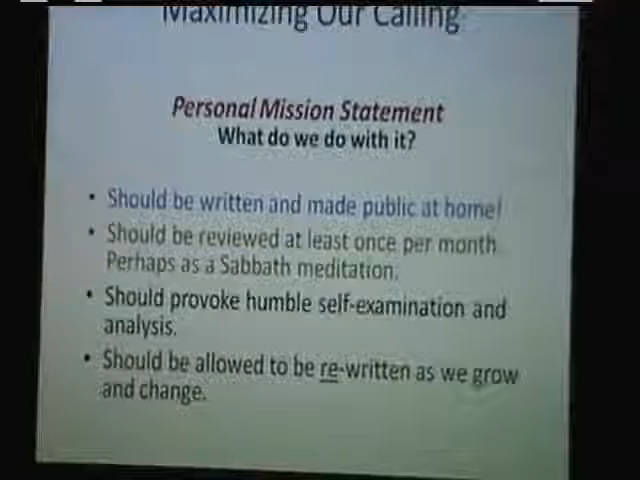 Maximizing Our Calling
Personal Mission Statement
What do we do with it?
• Should be written and made public at home!
• Should be reviewed at least once per month.
Perhaps as a Sabbath meditation.
• Should provoke humble self-examination and
analysis.
• Should be allowed to be re-written as we grow
and change.